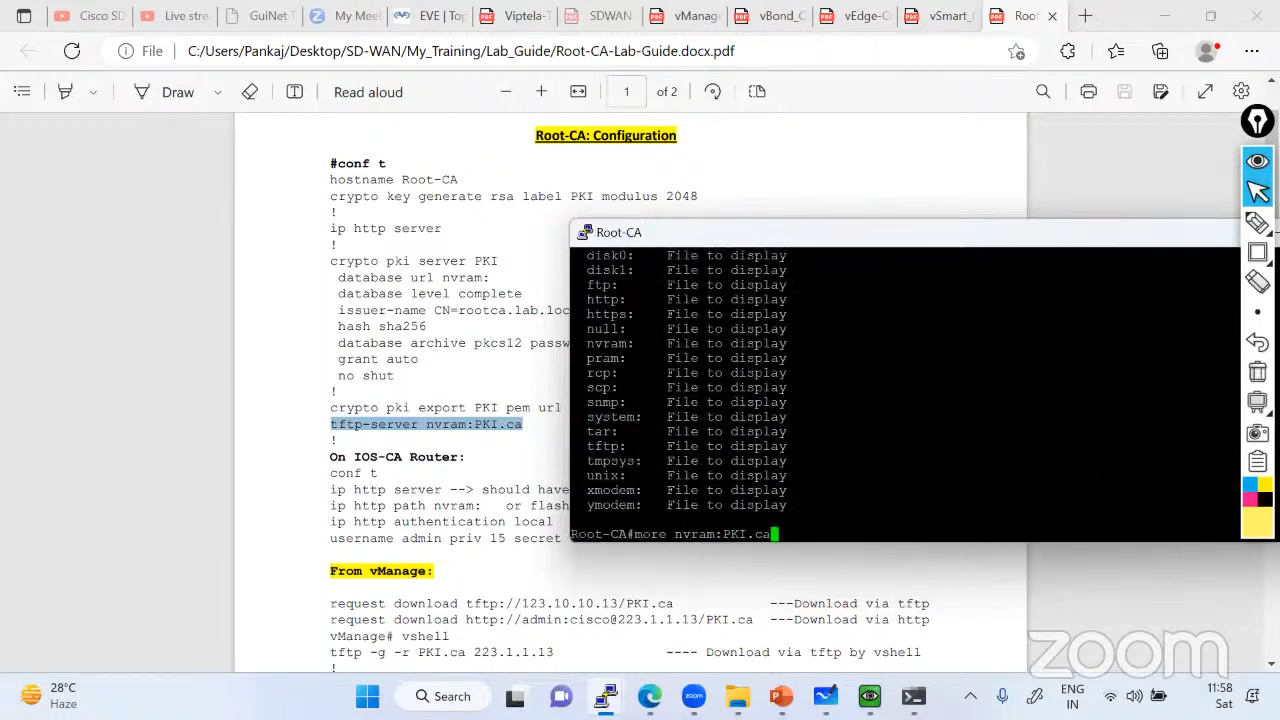 Cisco
Live stre
GuiNet
Meet - My
EVE | Top
Viptela-
SDWAN
vManag
vBond_C
vEdge-C
vSmart_C
Roo
File
C:/Users/Pankaj/Desktop/SD-WAN/My_Training/Lab_Guide/Root-CA-Lab-Guide.docx.pdf
Draw
Read aloud
1
of 2
Root-CA: Configuration
#conf t
hostname Root-CA
crypto key generate rsa label PKI modulus 2048
!
ip http server
!
crypto pki server PKI
database url nvram:
database level complete
issuer-name CN=rootca.lab.loc
hash sha256
database archive pkcs12 passw
grant auto
no shut
!
crypto pki export PKI pem url
tftp-server nvram:PKI.ca
!
On IOS-CA Router:
conf t
ip http server --> should have
ip http path nvram:   or flash
ip http authentication local
username admin priv 15 secret
From vManage:
request download tftp://123.10.10.13/PKI.ca ---Download via tftp
request download http://admin:cisco@223.1.1.13/PKI.ca ---Download via http
vManage# vshell
tftp -g -r PKI.ca 223.1.1.13 ---- Download via tftp by vshell
!
Root-CA
disk0: File to display
disk1: File to display
ftp: File to display
http: File to display
https: File to display
null: File to display
nvram: File to display
pram: File to display
rcp: File to display
scp: File to display
snmp: File to display
system: File to display
tar: File to display
tftp: File to display
tmpsys: File to display
unix: File to display
xmodem: File to display
ymodem: File to display
Root-CA#more nvram:PKI.ca
zoom
28°C
Haze
Search
zoom
ENG
IN
11:58
Sat